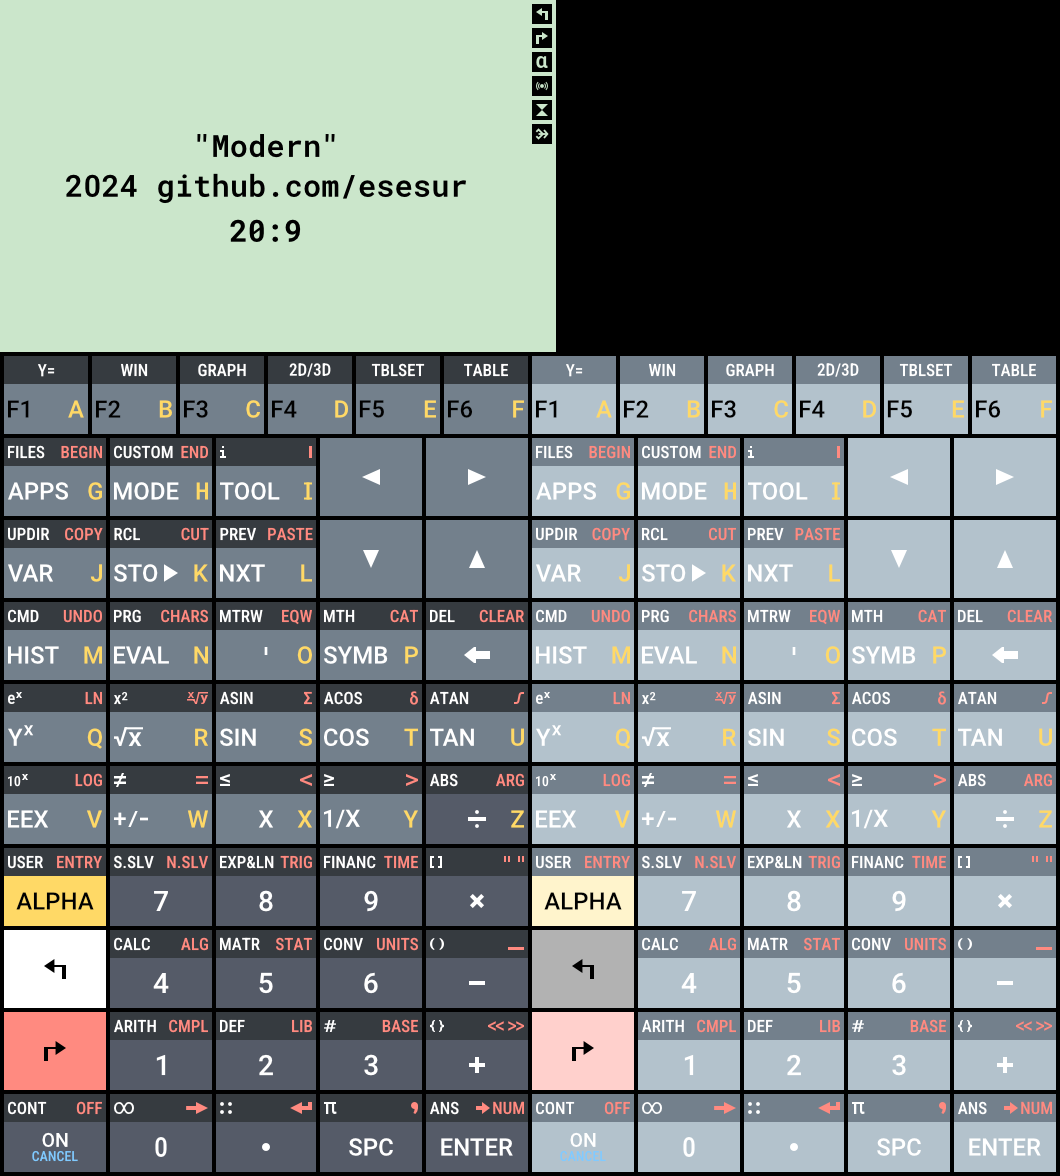 α
"Modern"
2024 github.com/esesur
20:9
Y= WIN GRAPH 2D/3D TBLSET TABLE Y= WIN GRAPH 2D/3D TBLSET TABLE
F1 A F2 B F3 C F4 D F5 E F6 F F1 A F2 B F3 C F4 D F5 E F6 F
FILES BEGIN CUSTOM END i I FILES BEGIN CUSTOM END i I
APPS G MODE H TOOL I ◀ ▶ APPS G MODE H TOOL I ◀ ▶
UPDIR COPY RCL CUT PREV PASTE UPDIR COPY RCL CUT PREV PASTE
VAR J STO▶ K NXT L ▼ ▲ VAR J STO▶ K NXT L ▼ ▲
CMD UNDO PRG CHARS MTRW EQW MTH CAT DEL CLEAR CMD UNDO PRG CHARS MTRW EQW MTH CAT DEL CLEAR
HIST M EVAL N ' O SYMB P ← HIST M EVAL N ' O SYMB P ←
eˣ LN x² ˣ√y ASIN Σ ACOS δ ATAN ∫ eˣ LN x² ˣ√y ASIN Σ ACOS δ ATAN ∫
Yˣ Q √x R SIN S COS T TAN U Yˣ Q √x R SIN S COS T TAN U
10ˣ LOG ≠ = ≤ < ≥ > ABS ARG 10ˣ LOG ≠ = ≤ < ≥ > ABS ARG
EEX V +/- W X X 1/X Y ÷ Z EEX V +/- W X X 1/X Y ÷ Z
USER ENTRY S.SLV N.SLV EXP&LN TRIG FINANC TIME [] " " USER ENTRY S.SLV N.SLV EXP&LN TRIG FINANC TIME [] " "
ALPHA 7 8 9 × ALPHA 7 8 9 ×
CALC ALG MATR STAT CONV UNITS () _ CALC ALG MATR STAT CONV UNITS () _
↰ 4 5 6 − ↰ 4 5 6 −
ARITH CMPL DEF LIB # BASE {} << >> ARITH CMPL DEF LIB # BASE {} << >>
↱ 1 2 3 + ↱ 1 2 3 +
CONT OFF ∞ → :: ↵ π , ANS →NUM CONT OFF ∞ → :: ↵ π , ANS →NUM
ON 0 . SPC ENTER ON 0 . SPC ENTER
CANCEL CANCEL